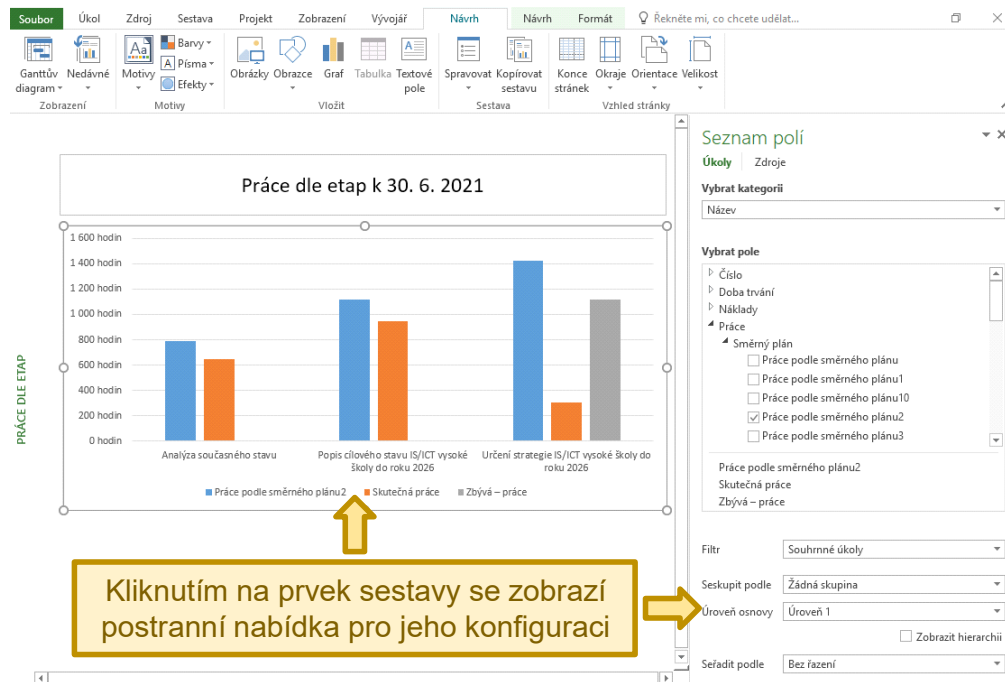 Soubor Úkol Zdroj Sestava Projekt Zobrazení Vývojář Návrh Návrh Formát Řekněte mi, co chcete udělat...
Ganttův diagram Nedávné
Zobrazení
Motivy Barvy Písma Efekty
Motivy
Obrázky Obrazce Graf Tabulka Textové pole
Vložit
Spravovat Kopírovat sestavu
Sestava
Konce stránek Okraje Orientace Velikost
Vzhled stránky
PRÁCE DLE ETAP
Práce dle etap k 30. 6. 2021
1 600 hodin
1 400 hodin
1 200 hodin
1 000 hodin
800 hodin
600 hodin
400 hodin
200 hodin
0 hodin
Analýza současného stavu
Popis cílového stavu IS/ICT vysoké
školy do roku 2026
Určení strategie IS/ICT vysoké školy do
roku 2026
Práce podle směrného plánu2 Skutečná práce Zbývá – práce
Kliknutím na prvek sestavy se zobrazí
postranní nabídka pro jeho konfiguraci
Seznam polí
Úkoly Zdroje
Vybrat kategorii
Název
Vybrat pole
Číslo
Doba trvání
Náklady
Práce
Směrný plán
Práce podle směrného plánu
Práce podle směrného plánu1
Práce podle směrného plánu10
Práce podle směrného plánu2
Práce podle směrného plánu3
Práce podle směrného plánu2
Skutečná práce
Zbývá – práce
Filtr Souhrnné úkoly
Seskupit podle Žádná skupina
Úroveň osnovy Úroveň 1
Zobrazit hierarchii
Seřadit podle Bez řazení